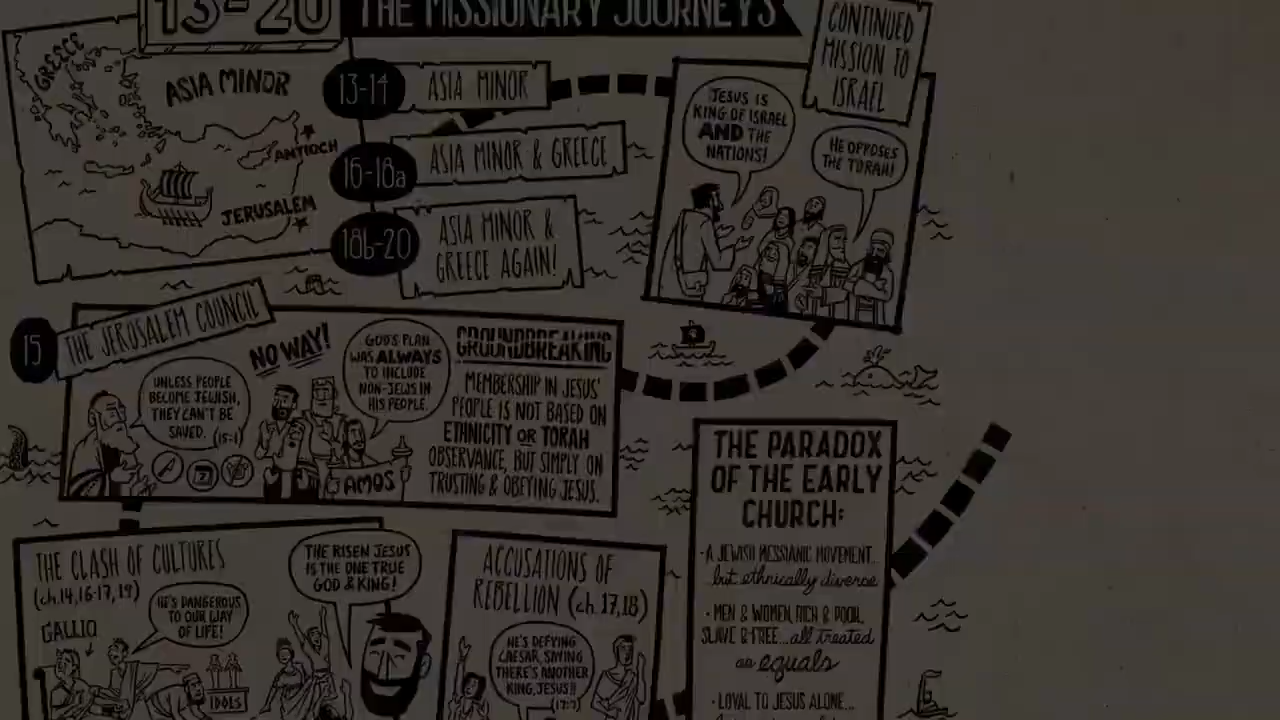 13-20
THE MISSIONARY JOURNEYS
GREECE
ASIA MINOR
ANTIOCH
JERUSALEM
13-14
ASIA MINOR
16-18a
ASIA MINOR & GREECE
18b-20
ASIA MINOR &
GREECE AGAIN!
CONTINUED
MISSION TO
ISRAEL
JESUS IS
KING OF ISRAEL
AND THE
NATIONS!
HE OPPOSES
THE TORAH!
15
THE JERUSALEM COUNCIL
UNLESS PEOPLE
BECOME JEWISH,
THEY CAN'T BE
SAVED.
(15:1)
7
NO WAY!
GOD'S PLAN
WAS ALWAYS
TO INCLUDE
NON-JEWS IN
HIS PEOPLE.
AMOS
GROUNDBREAKING
MEMBERSHIP IN JESUS'
PEOPLE IS NOT BASED ON
ETHNICITY OR TORAH
OBSERVANCE, BUT SIMPLY ON
TRUSTING & OBEYING JESUS.
THE CLASH OF CULTURES
(ch.14,16-17,19)
GALLIO
HE'S DANGEROUS
TO OUR WAY
OF LIFE!
IDOLS
THE RISEN JESUS
IS THE ONE TRUE
GOD & KING!
ACCUSATIONS OF
REBELLION (ch.17,18)
HE'S DEFYING
CAESAR, SAYING
THERE'S ANOTHER
KING, JESUS!!
(17:7)
THE PARADOX
OF THE EARLY
CHURCH:
·A JEWISH MESSIANIC MOVEMENT...
but ethnically diverse
· MEN & WOMEN, RICH & POOR,
SLAVE & FREE...all treated
as equals
· LOYAL TO JESUS ALONE...